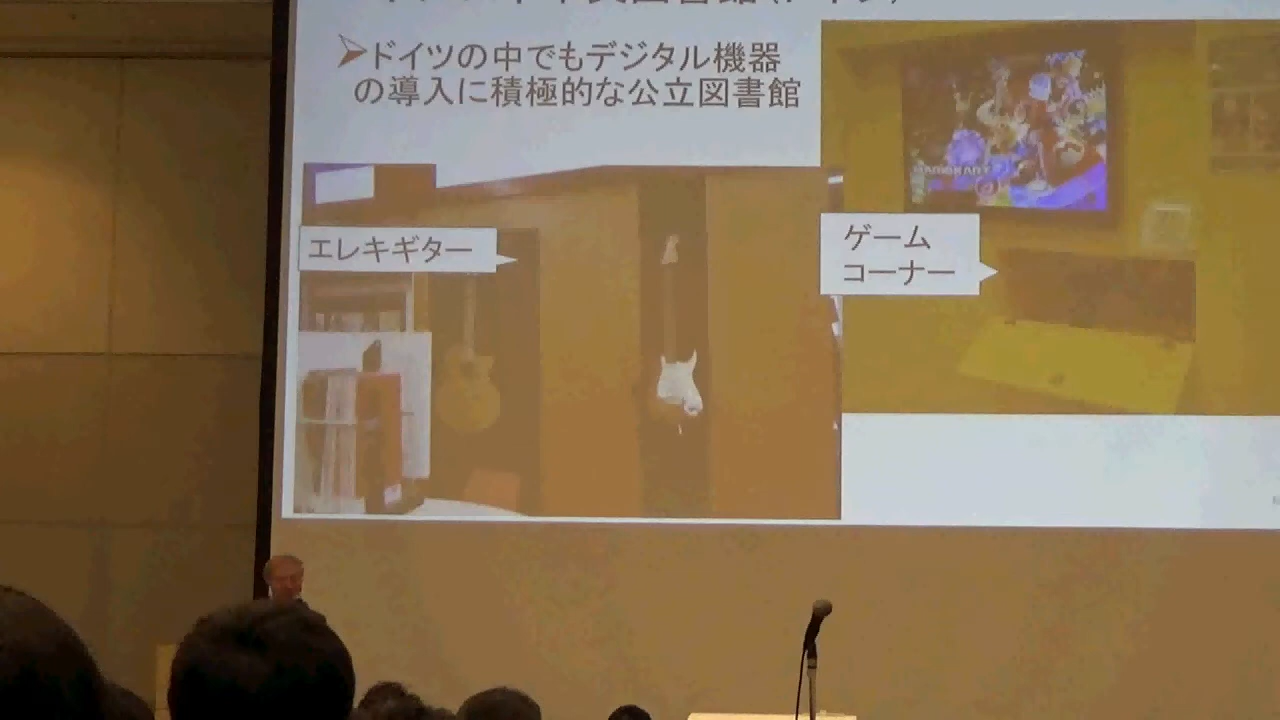 ドイツの中でもデジタル機器
の導入に積極的な公立図書館
エレキギター
ゲーム
コーナー
MARIOKART